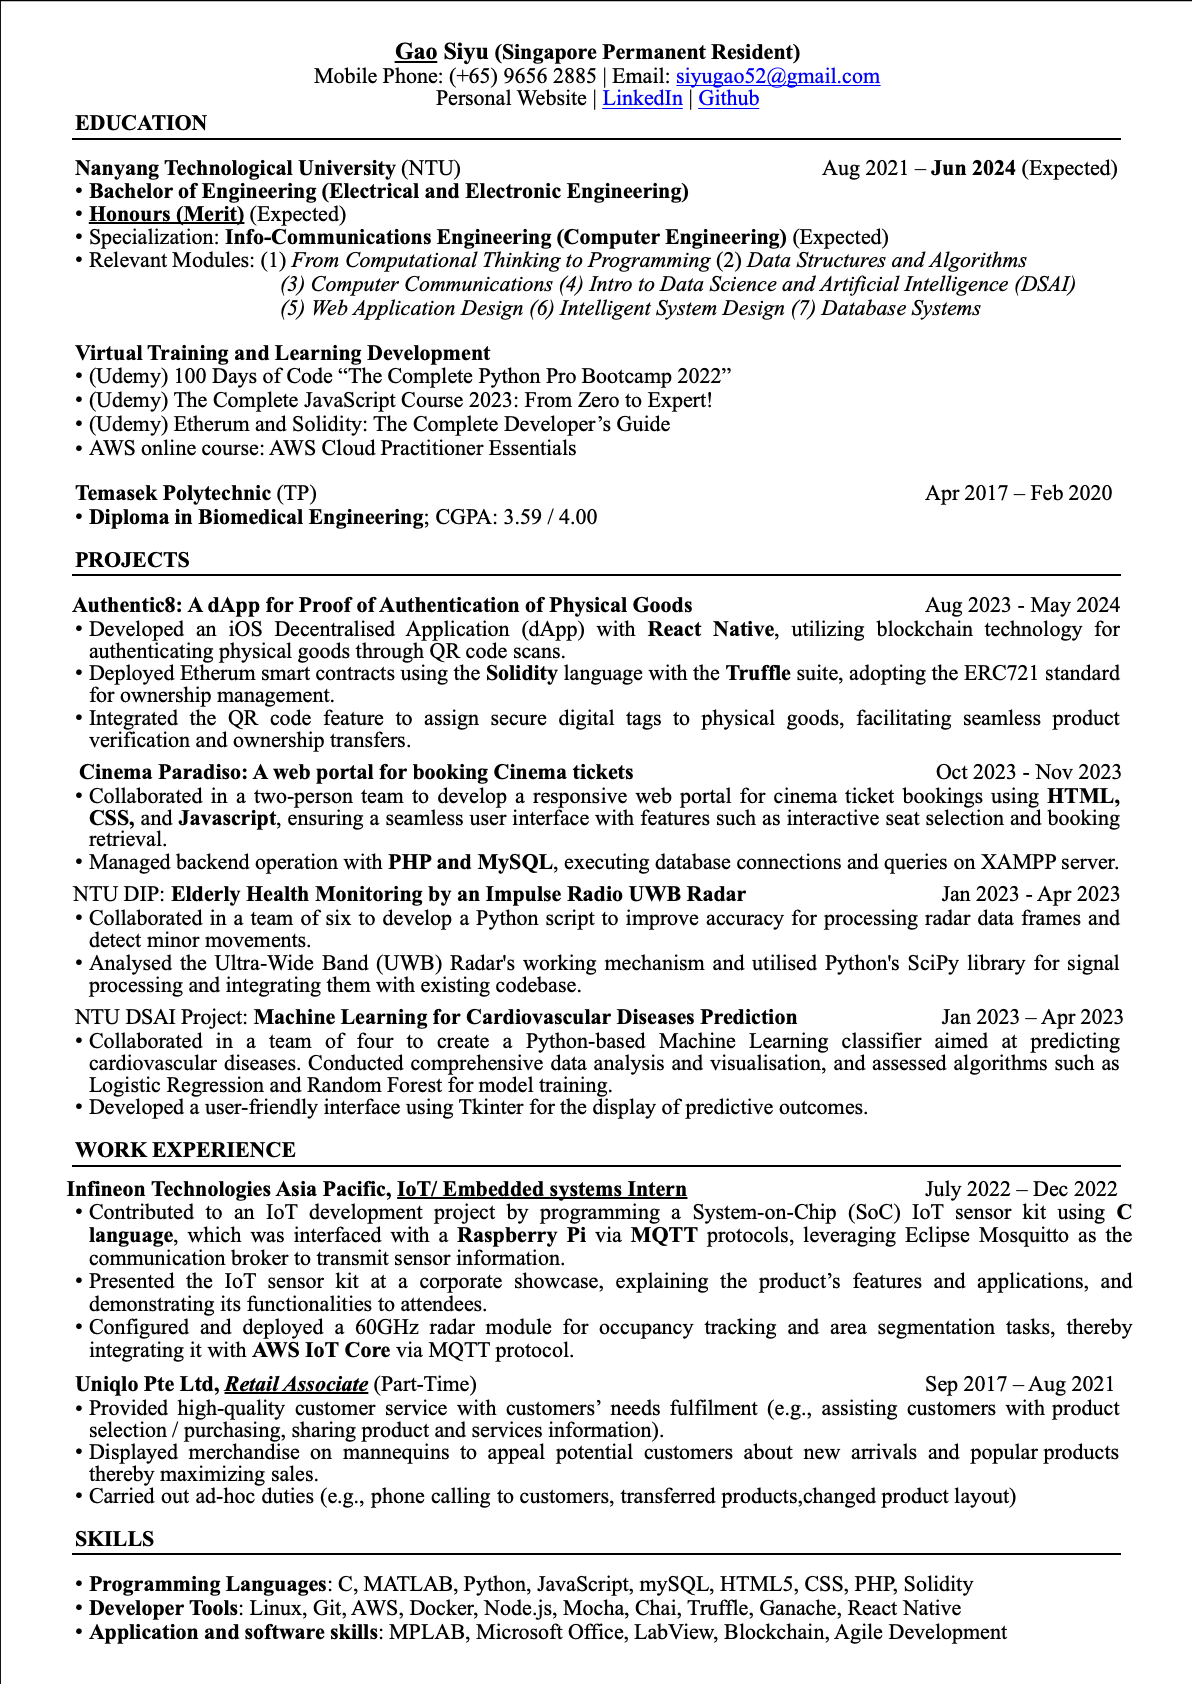 Gao Siyu (Singapore Permanent Resident)
Mobile Phone: (+65) 9656 2885 | Email: siyugao52@gmail.com
Personal Website | LinkedIn | Github
EDUCATION
Nanyang Technological University (NTU) Aug 2021 – Jun 2024 (Expected)
• Bachelor of Engineering (Electrical and Electronic Engineering)
• Honours (Merit) (Expected)
• Specialization: Info-Communications Engineering (Computer Engineering) (Expected)
• Relevant Modules: (1) From Computational Thinking to Programming (2) Data Structures and Algorithms
(3) Computer Communications (4) Intro to Data Science and Artificial Intelligence (DSAI)
(5) Web Application Design (6) Intelligent System Design (7) Database Systems
Virtual Training and Learning Development
• (Udemy) 100 Days of Code “The Complete Python Pro Bootcamp 2022”
• (Udemy) The Complete JavaScript Course 2023: From Zero to Expert!
• (Udemy) Etherum and Solidity: The Complete Developer’s Guide
• AWS online course: AWS Cloud Practitioner Essentials
Temasek Polytechnic (TP) Apr 2017 – Feb 2020
• Diploma in Biomedical Engineering; CGPA: 3.59 / 4.00
PROJECTS
Authentic8: A dApp for Proof of Authentication of Physical Goods Aug 2023 - May 2024
• Developed an iOS Decentralised Application (dApp) with React Native, utilizing blockchain technology for
authenticating physical goods through QR code scans.
• Deployed Etherum smart contracts using the Solidity language with the Truffle suite, adopting the ERC721 standard
for ownership management.
• Integrated the QR code feature to assign secure digital tags to physical goods, facilitating seamless product
verification and ownership transfers.
Cinema Paradiso: A web portal for booking Cinema tickets Oct 2023 - Nov 2023
• Collaborated in a two-person team to develop a responsive web portal for cinema ticket bookings using HTML,
CSS, and Javascript, ensuring a seamless user interface with features such as interactive seat selection and booking
retrieval.
• Managed backend operation with PHP and MySQL, executing database connections and queries on XAMPP server.
NTU DIP: Elderly Health Monitoring by an Impulse Radio UWB Radar Jan 2023 - Apr 2023
• Collaborated in a team of six to develop a Python script to improve accuracy for processing radar data frames and
detect minor movements.
• Analysed the Ultra-Wide Band (UWB) Radar's working mechanism and utilised Python's SciPy library for signal
processing and integrating them with existing codebase.
NTU DSAI Project: Machine Learning for Cardiovascular Diseases Prediction Jan 2023 – Apr 2023
• Collaborated in a team of four to create a Python-based Machine Learning classifier aimed at predicting
cardiovascular diseases. Conducted comprehensive data analysis and visualisation, and assessed algorithms such as
Logistic Regression and Random Forest for model training.
• Developed a user-friendly interface using Tkinter for the display of predictive outcomes.
WORK EXPERIENCE
Infineon Technologies Asia Pacific, IoT/ Embedded systems Intern July 2022 – Dec 2022
• Contributed to an IoT development project by programming a System-on-Chip (SoC) IoT sensor kit using C
language, which was interfaced with a Raspberry Pi via MQTT protocols, leveraging Eclipse Mosquitto as the
communication broker to transmit sensor information.
• Presented the IoT sensor kit at a corporate showcase, explaining the product’s features and applications, and
demonstrating its functionalities to attendees.
• Configured and deployed a 60GHz radar module for occupancy tracking and area segmentation tasks, thereby
integrating it with AWS IoT Core via MQTT protocol.
Uniqlo Pte Ltd, Retail Associate (Part-Time) Sep 2017 – Aug 2021
• Provided high-quality customer service with customers’ needs fulfilment (e.g., assisting customers with product
selection / purchasing, sharing product and services information).
• Displayed merchandise on mannequins to appeal potential customers about new arrivals and popular products
thereby maximizing sales.
• Carried out ad-hoc duties (e.g., phone calling to customers, transferred products,changed product layout)
SKILLS
• Programming Languages: C, MATLAB, Python, JavaScript, mySQL, HTML5, CSS, PHP, Solidity
• Developer Tools: Linux, Git, AWS, Docker, Node.js, Mocha, Chai, Truffle, Ganache, React Native
• Application and software skills: MPLAB, Microsoft Office, LabView, Blockchain, Agile Development